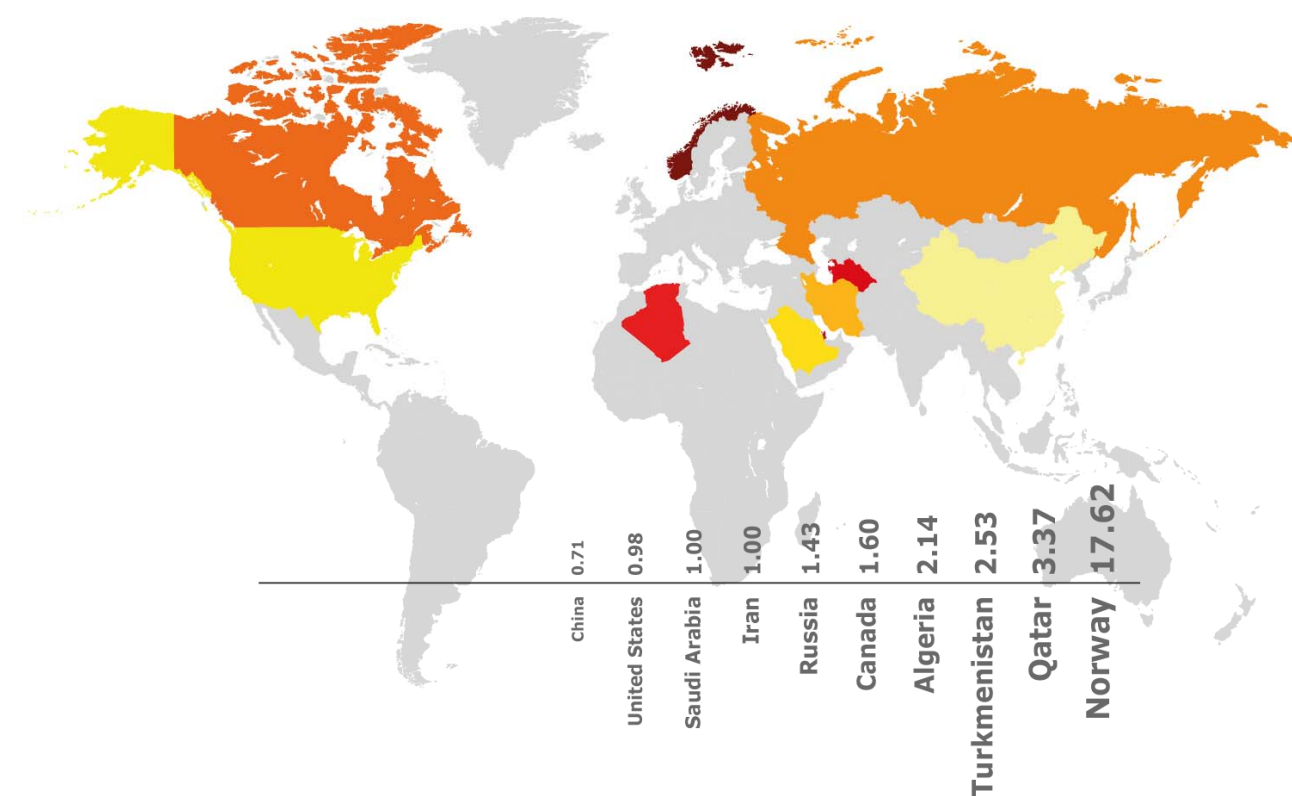 China 0.71
United States 0.98
Saudi Arabia 1.00
Iran 1.00
Russia 1.43
Canada 1.60
Algeria 2.14
Turkmenistan 2.53
Qatar 3.37
Norway 17.62